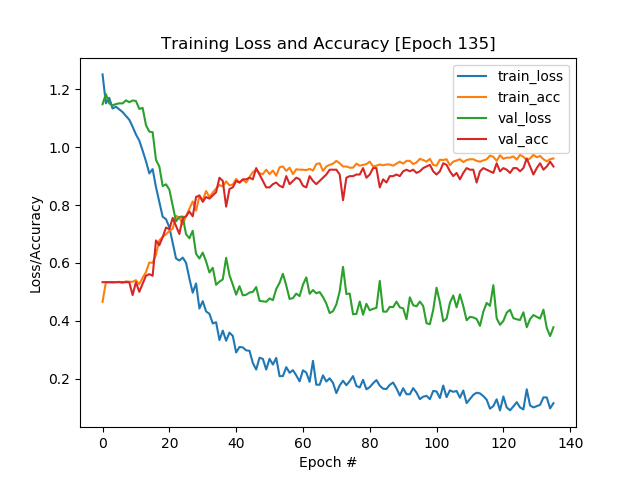 Training Loss and Accuracy [Epoch 135]
train_loss
train_acc
val_loss
val_acc
Loss/Accuracy
1.2
1.0
0.8
0.6
0.4
0.2
0 20 40 60 80 100 120 140
Epoch #